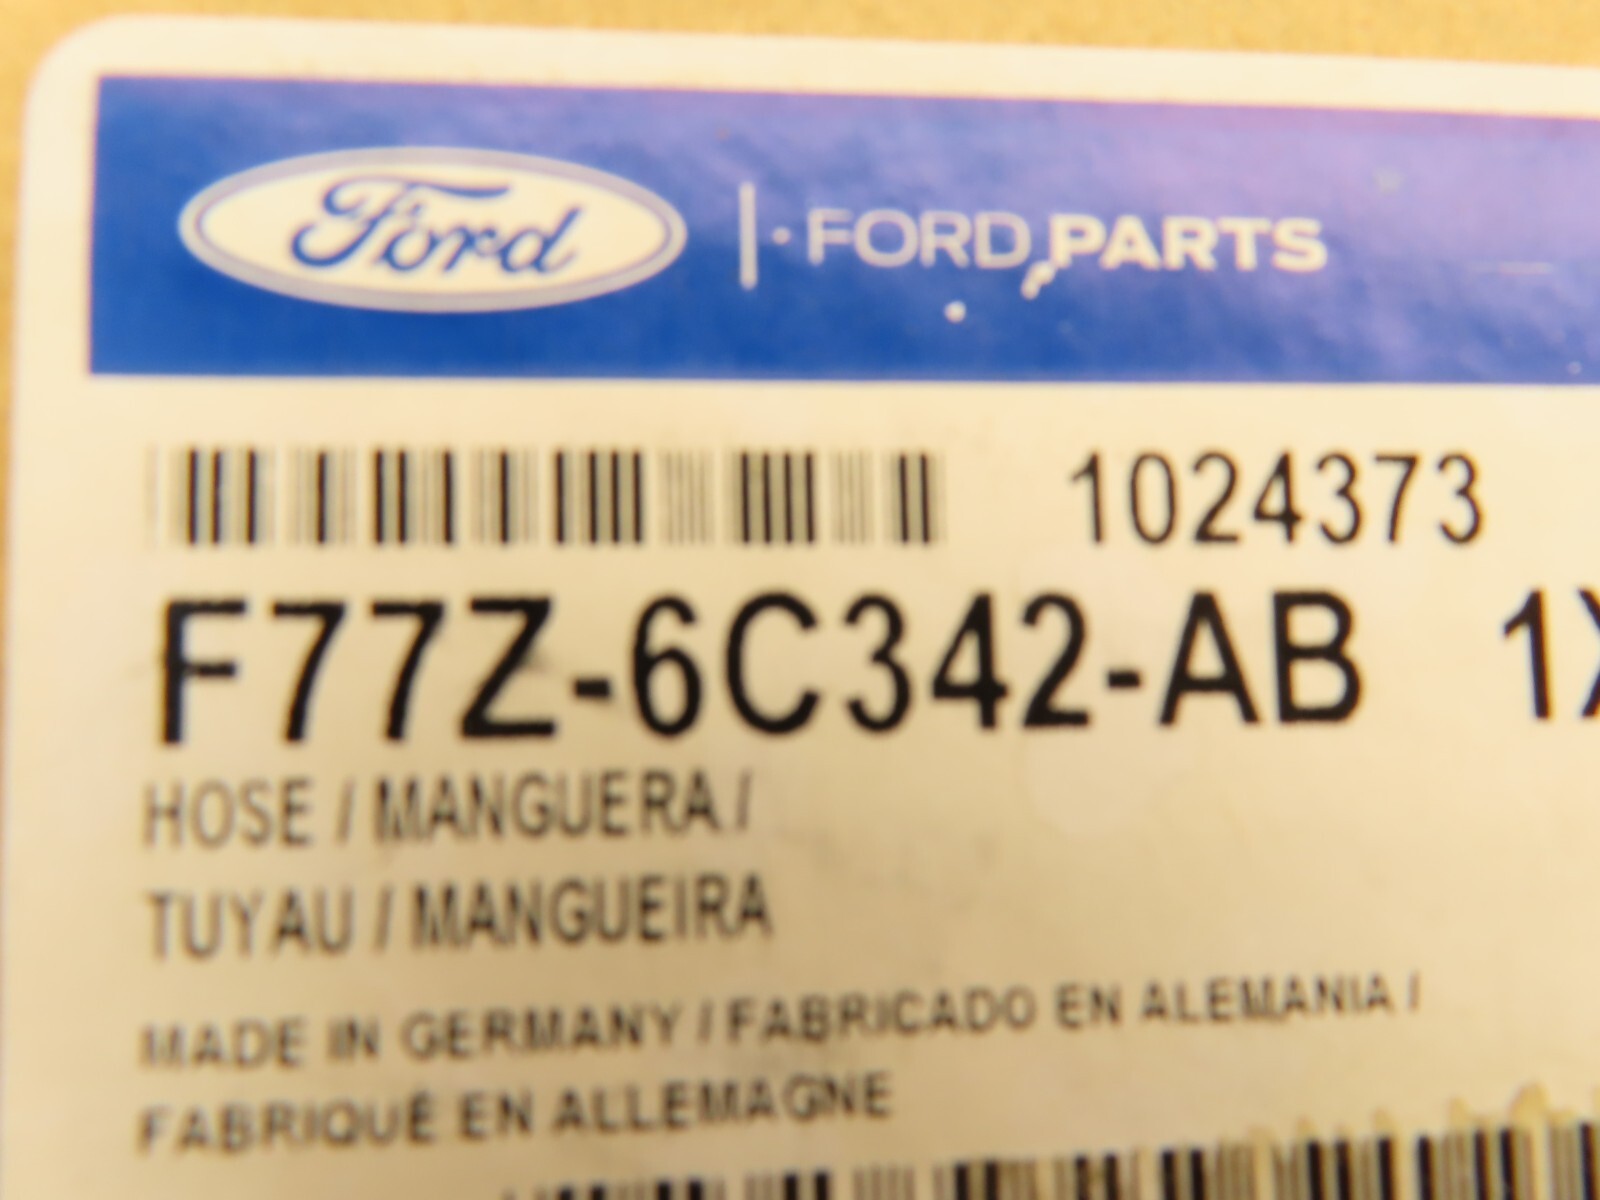 Ford | FORD PARTS
1024373
F77Z-6C342-AB 1X
HOSE / MANGUERA /
TUYAU / MANGUEIRA
MADE IN GERMANY / FABRICADO EN ALEMANIA /
FABRIQUÉ EN ALLEMAGNE